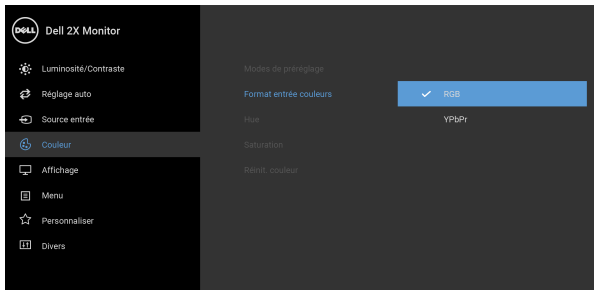 DELL
Dell 2X Monitor
Luminosité/Contraste
Réglage auto
Source entrée
Couleur
Affichage
Menu
Personnaliser
Divers
Modes de préréglage
Format entrée couleurs
Hue
Saturation
Réinit. couleur
RGB
YPbPr